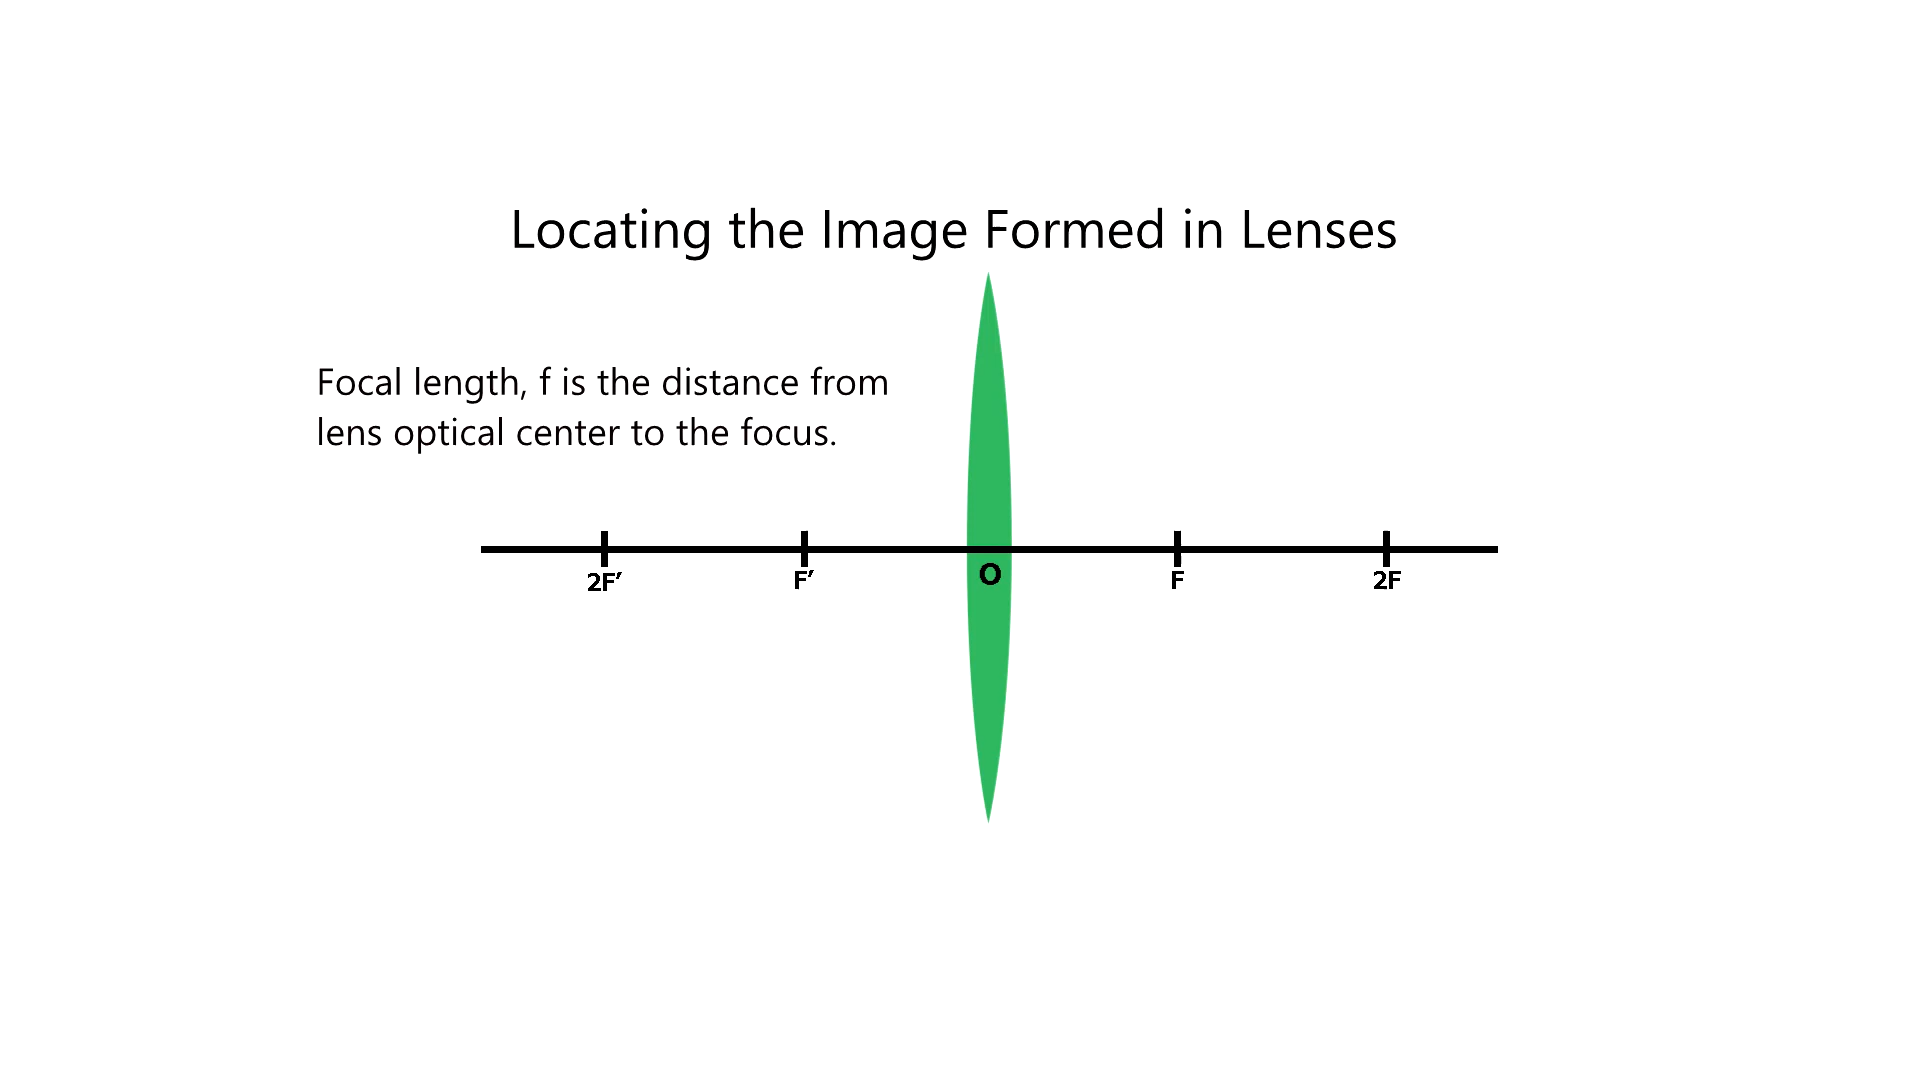 Locating the Image Formed in Lenses
Focal length, f is the distance from
lens optical center to the focus.
2F′ F′ O F 2F